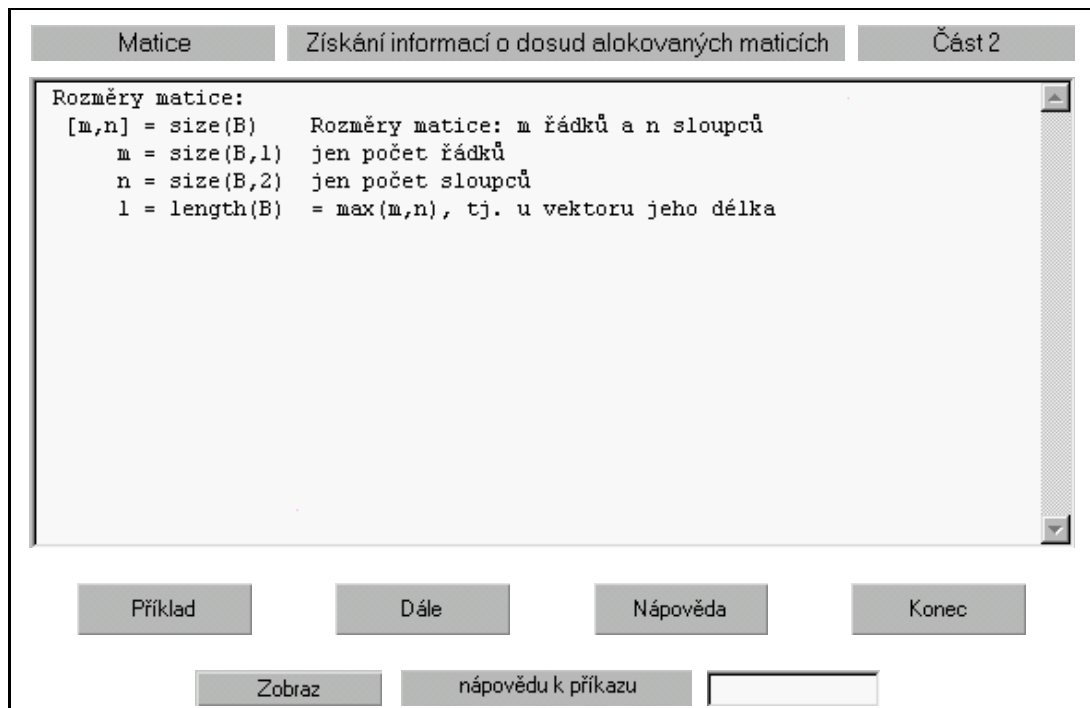 Matice Získání informací o dosud alokovaných maticích Část 2
Rozměry matice:
[m,n] = size(B) Rozměry matice: m řádků a n sloupců
m = size(B,1) jen počet řádků
n = size(B,2) jen počet sloupců
l = length(B) = max(m,n), tj. u vektoru jeho délka
Příklad Dále Nápověda Konec
Zobraz nápovědu k příkazu